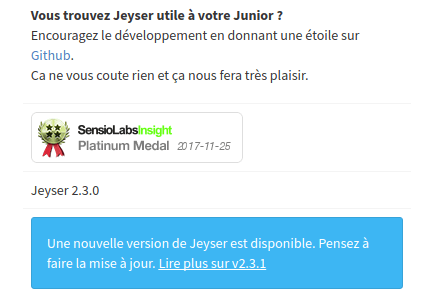 Vous trouvez Jeyser utile à votre Junior ?
Encouragez le développement en donnant une étoile sur
Github.
Ca ne vous coute rien et ça nous fera très plaisir.
SensioLabsInsight
Platinum Medal 2017-11-25
Jeyser 2.3.0
Une nouvelle version de Jeyser est disponible. Pensez à
faire la mise à jour. Lire plus sur v2.3.1